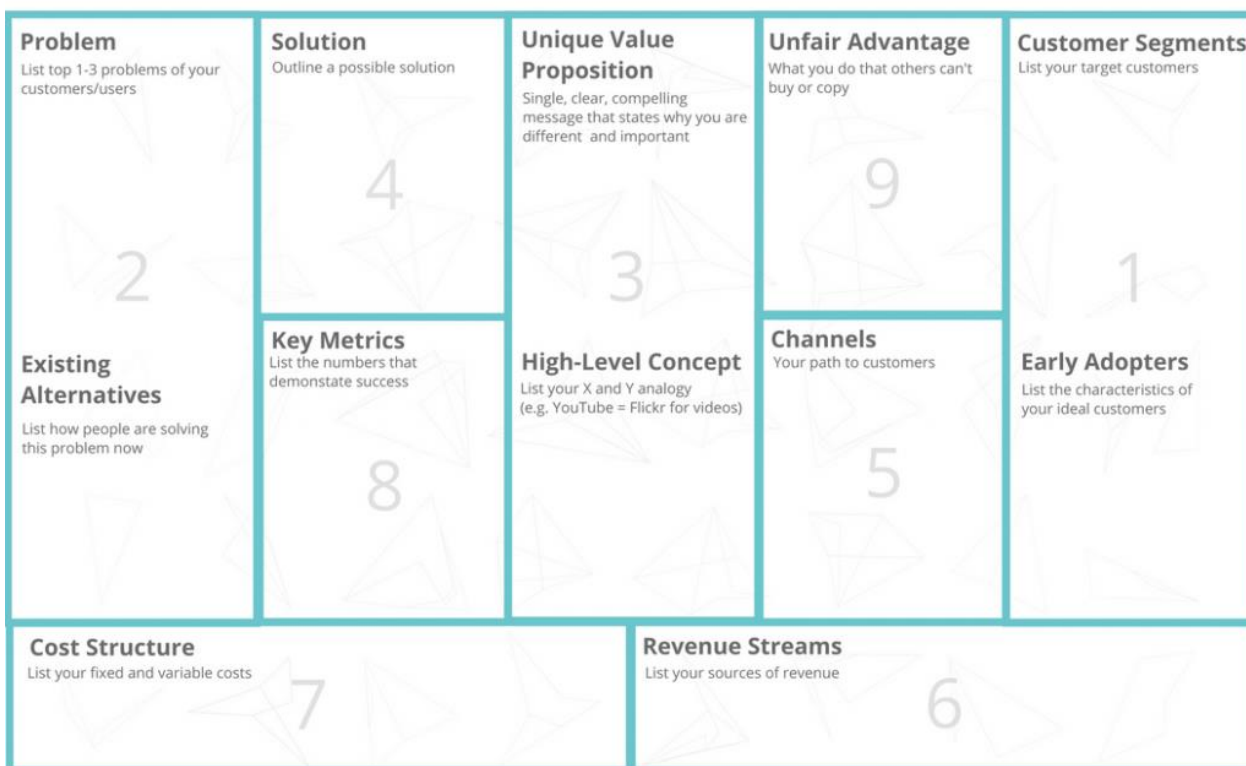 Problem
List top 1-3 problems of your
customers/users
2
Existing
Alternatives
List how people are solving
this problem now
Solution
Outline a possible solution
4
Key Metrics
List the numbers that
demonstate success
8
Unique Value
Proposition
Single, clear, compelling
message that states why you are
different and important
3
High-Level Concept
List your X and Y analogy
(e.g. YouTube = Flickr for videos)
Unfair Advantage
What you do that others can't
buy or copy
9
Channels
Your path to customers
5
Customer Segments
List your target customers
1
Early Adopters
List the characteristics of
your ideal customers
Cost Structure
List your fixed and variable costs
7
Revenue Streams
List your sources of revenue
6